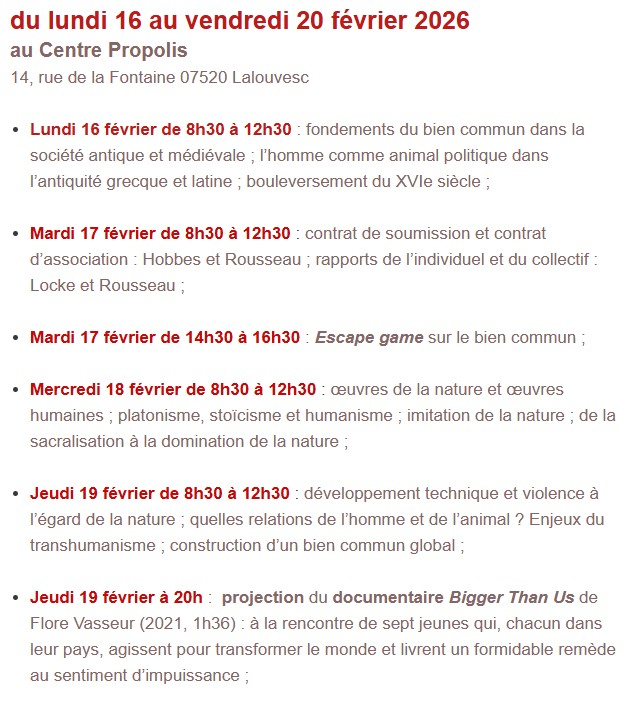 du lundi 16 au vendredi 20 février 2026
au Centre Propolis
14, rue de la Fontaine 07520 Lalouvesc
• Lundi 16 février de 8h30 à 12h30 : fondements du bien commun dans la
société antique et médiévale ; l’homme comme animal politique dans
l’antiquité grecque et latine ; bouleversement du XVIe siècle ;
• Mardi 17 février de 8h30 à 12h30 : contrat de soumission et contrat
d’association : Hobbes et Rousseau ; rapports de l’individuel et du collectif :
Locke et Rousseau ;
• Mardi 17 février de 14h30 à 16h30 : Escape game sur le bien commun ;
• Mercredi 18 février de 8h30 à 12h30 : œuvres de la nature et œuvres
humaines ; platonisme, stoïcisme et humanisme ; imitation de la nature ; de la
sacralisation à la domination de la nature ;
• Jeudi 19 février de 8h30 à 12h30 : développement technique et violence à
l’égard de la nature ; quelles relations de l’homme et de l’animal ? Enjeux du
transhumanisme ; construction d’un bien commun global ;
• Jeudi 19 février à 20h : projection du documentaire Bigger Than Us de
Flore Vasseur (2021, 1h36) : à la rencontre de sept jeunes qui, chacun dans
leur pays, agissent pour transformer le monde et livrent un formidable remède
au sentiment d’impuissance ;